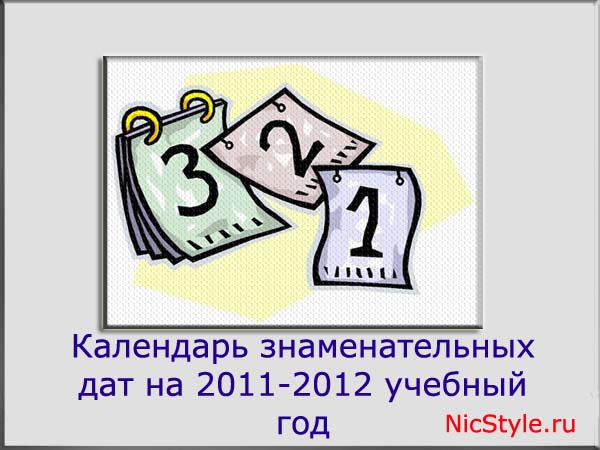 3
2
1
Календарь знаменательных
дат на 2011-2012 учебный
год
NicStyle.ru